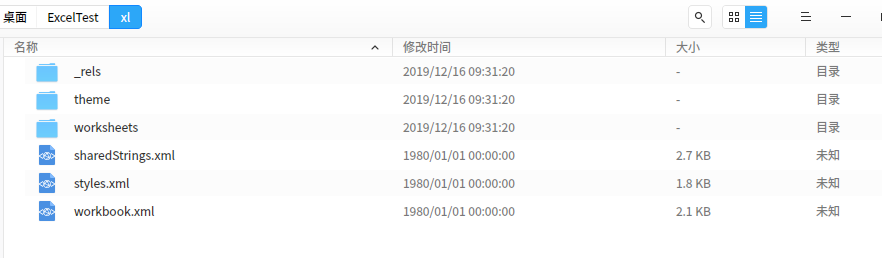 桌面 ExcelTest xl
名称 修改时间 大小 类型
_rels 2019/12/16 09:31:20 - 目录
theme 2019/12/16 09:31:20 - 目录
worksheets 2019/12/16 09:31:20 - 目录
sharedStrings.xml 1980/01/01 00:00:00 2.7 KB 未知
styles.xml 1980/01/01 00:00:00 1.8 KB 未知
workbook.xml 1980/01/01 00:00:00 2.1 KB 未知